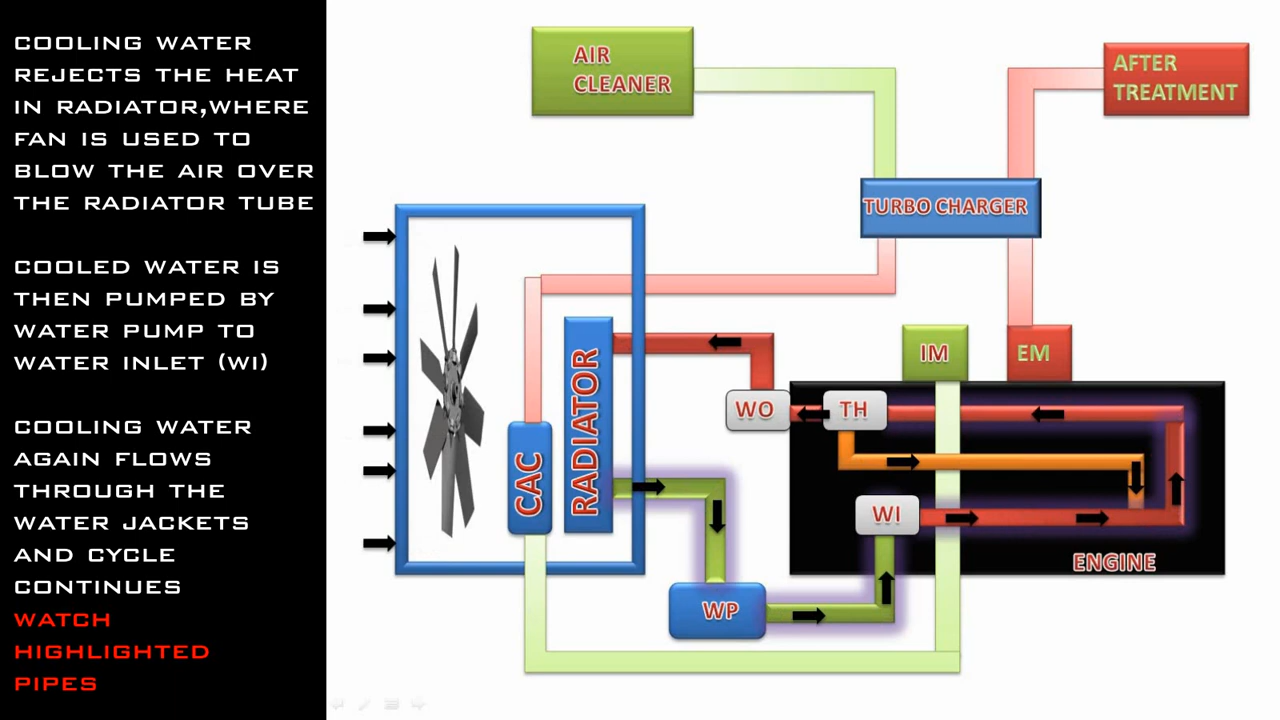 COOLING WATER
REJECTS THE HEAT
IN RADIATOR,WHERE
FAN IS USED TO
BLOW THE AIR OVER
THE RADIATOR TUBE
COOLED WATER IS
THEN PUMPED BY
WATER PUMP TO
WATER INLET (WI)
COOLING WATER
AGAIN FLOWS
THROUGH THE
WATER JACKETS
AND CYCLE
CONTINUES
WATCH
HIGHLIGHTED
PIPES
AIR
CLEANER
AFTER
TREATMENT
TURBO CHARGER
IM
EM
WO
TH
RADIATOR
CAC
WI
ENGINE
WP